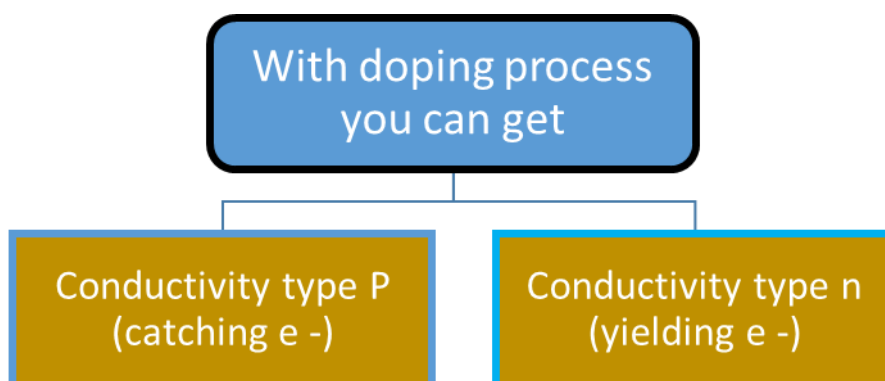 With doping process
you can get
Conductivity type P
(catching e -)
Conductivity type n
(yielding e -)